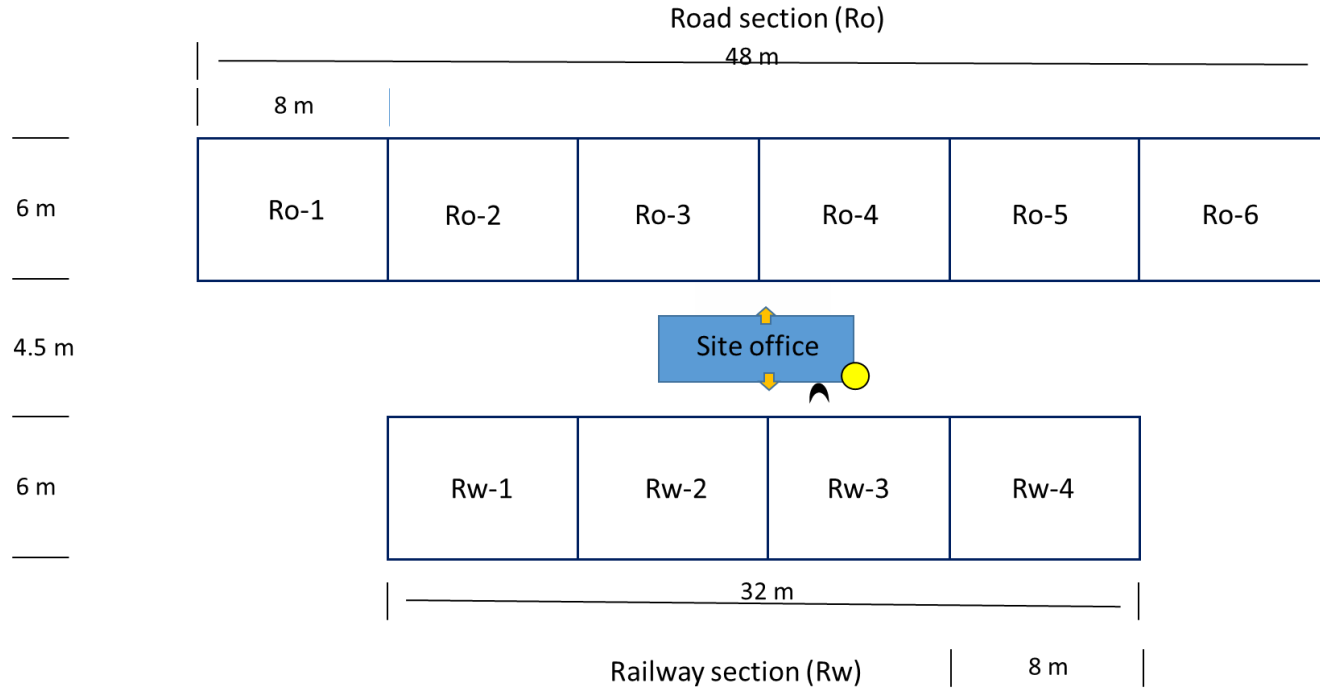 Road section (Ro)
48 m
8 m
6 m
Ro-1 Ro-2 Ro-3 Ro-4 Ro-5 Ro-6
4.5 m
Site office
6 m
Rw-1 Rw-2 Rw-3 Rw-4
32 m
Railway section (Rw)
8 m